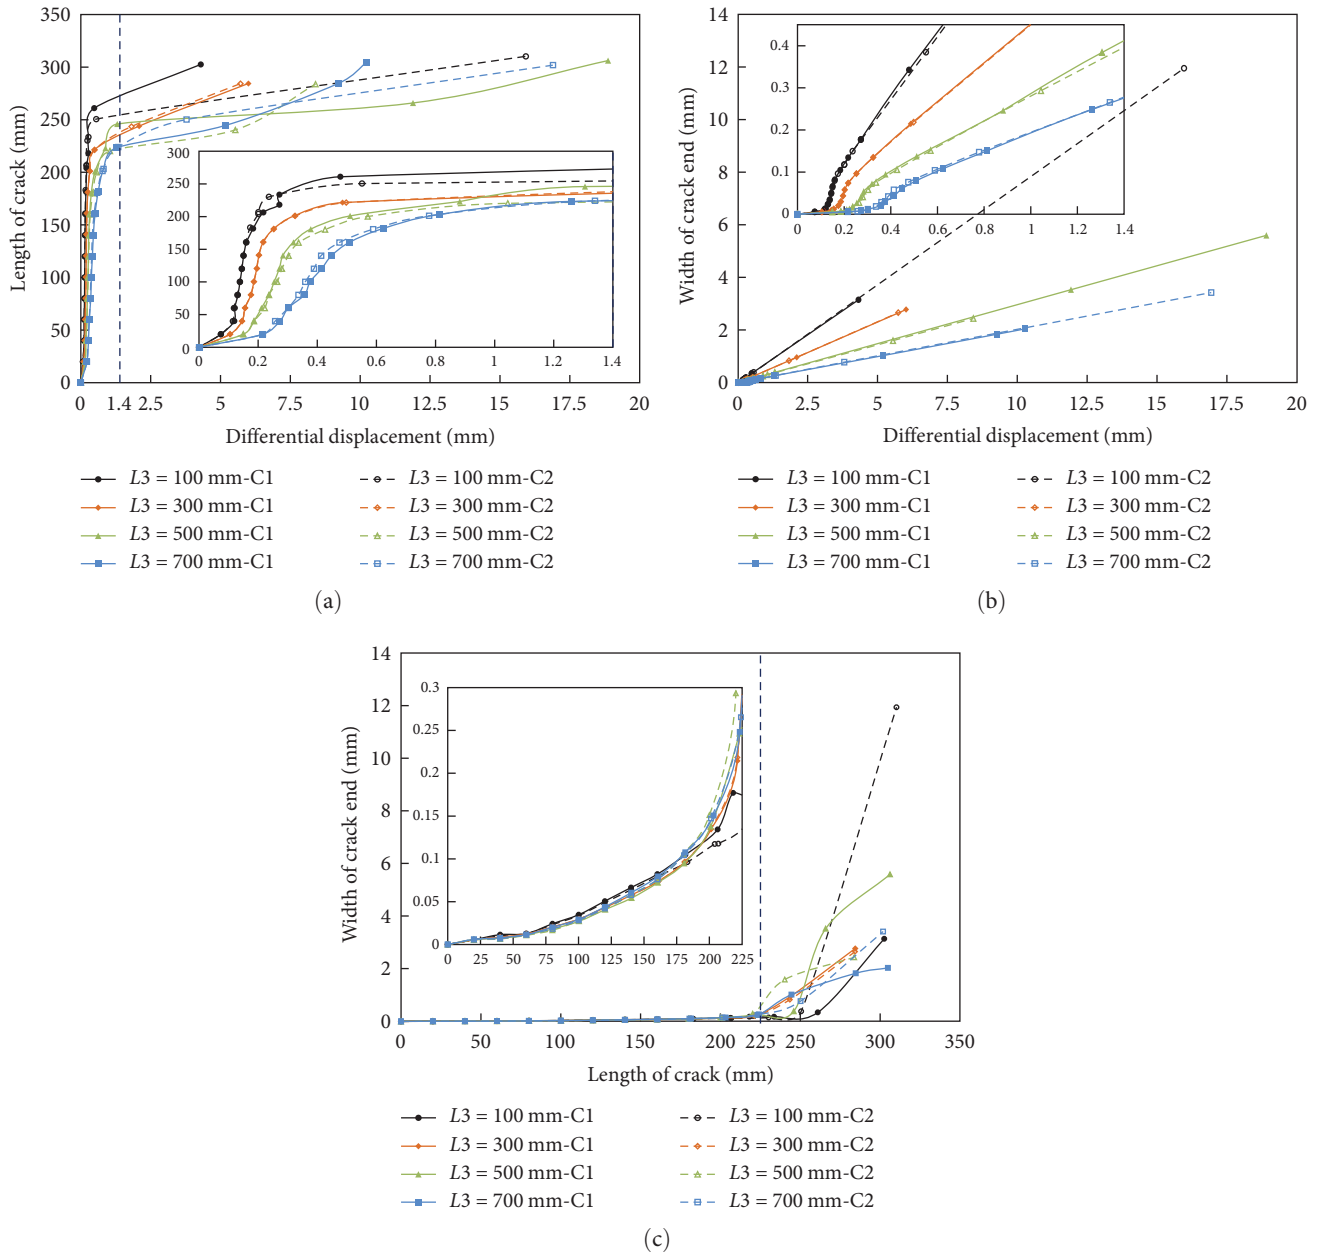 350
300
250
200
150
100
50
0
Length of crack (mm)
300
250
200
150
100
50
0
0.2 0.4 0.6 0.8 1 1.2 1.4
0 1.4 2.5 5 7.5 10 12.5 15 17.5 20
Differential displacement (mm)
L3 = 100 mm-C1 L3 = 100 mm-C2
L3 = 300 mm-C1 L3 = 300 mm-C2
L3 = 500 mm-C1 L3 = 500 mm-C2
L3 = 700 mm-C1 L3 = 700 mm-C2
(a)
14
12
10
8
6
4
2
0
Width of crack end (mm)
0.4
0.3
0.2
0.1
0
0 0.2 0.4 0.6 0.8 1 1.2 1.4
0 2.5 5 7.5 10 12.5 15 17.5 20
Differential displacement (mm)
L3 = 100 mm-C1 L3 = 100 mm-C2
L3 = 300 mm-C1 L3 = 300 mm-C2
L3 = 500 mm-C1 L3 = 500 mm-C2
L3 = 700 mm-C1 L3 = 700 mm-C2
(b)
14
12
10
8
6
4
2
0
Width of crack end (mm)
0.3
0.25
0.2
0.15
0.1
0.05
0
0 25 50 75 100 125 150 175 200 225
0 50 100 150 200 225 250 300 350
Length of crack (mm)
L3 = 100 mm-C1 L3 = 100 mm-C2
L3 = 300 mm-C1 L3 = 300 mm-C2
L3 = 500 mm-C1 L3 = 500 mm-C2
L3 = 700 mm-C1 L3 = 700 mm-C2
(c)